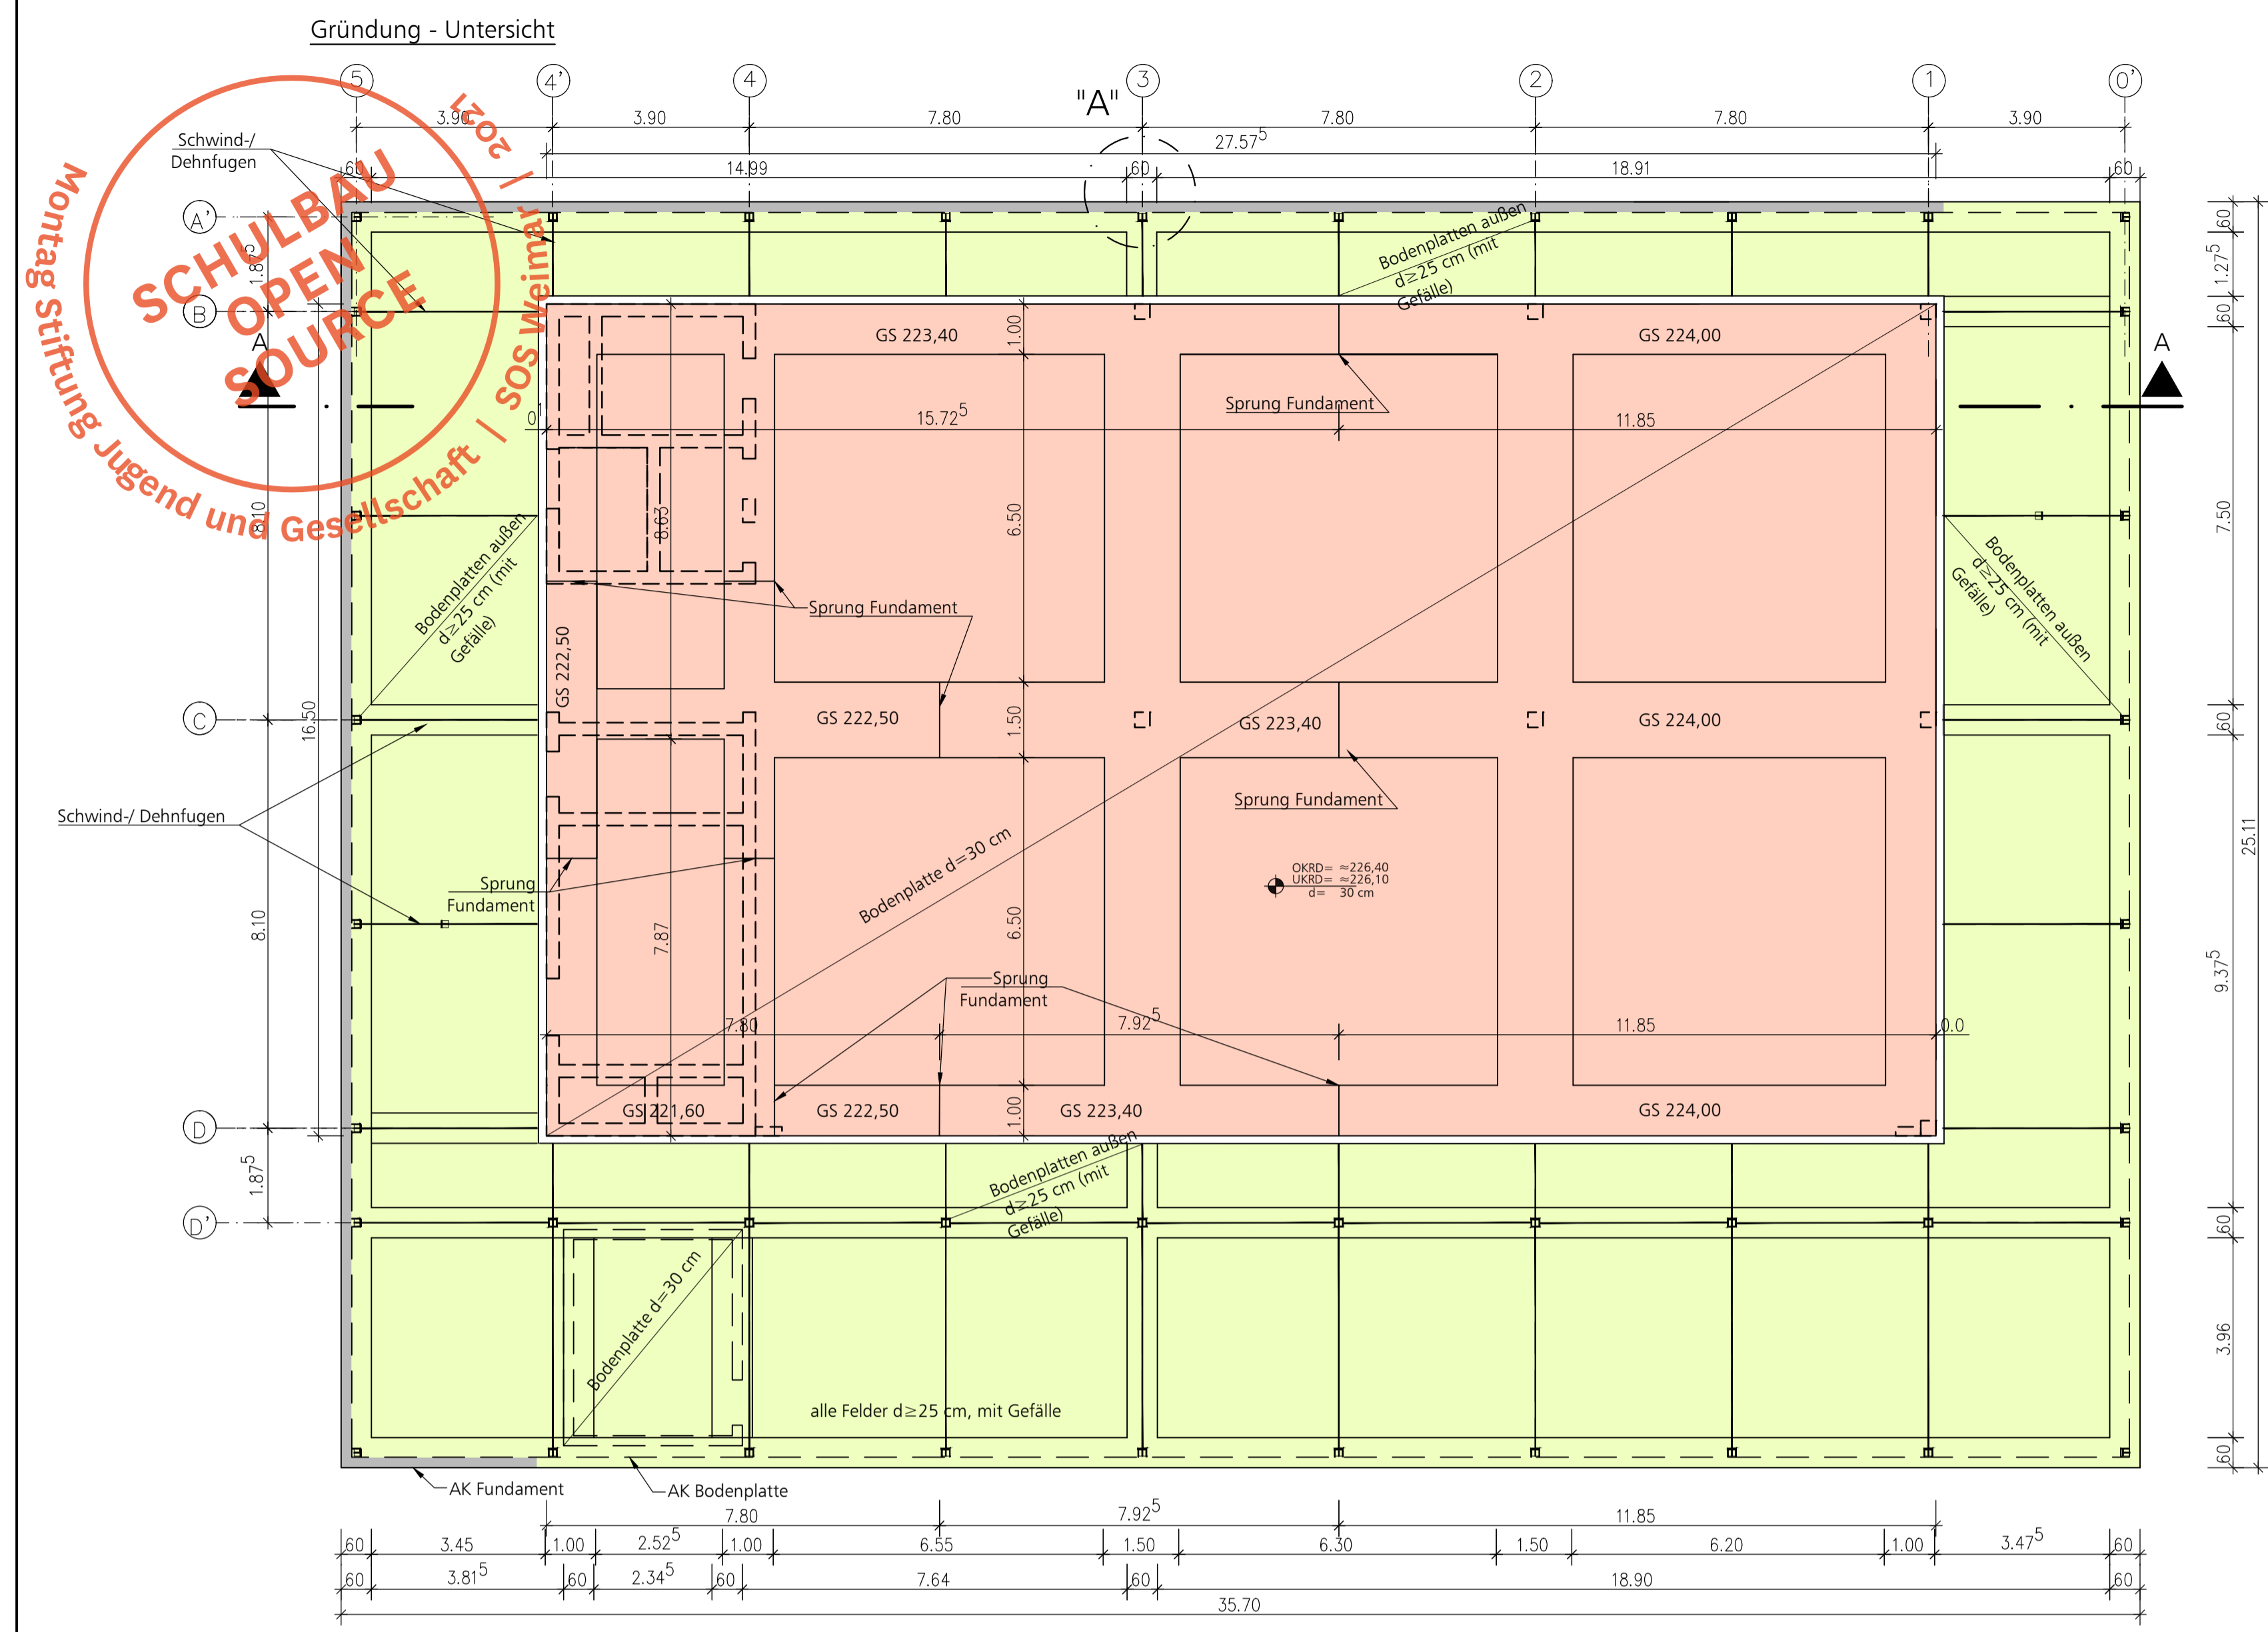 Gründung - Untersicht
5
4'
4
3
2
1
0'
"A"
3.90
3.90
7.80
7.80
7.80
3.90
27.57⁵
60
14.99
60
18.91
60
Schwind-/
Dehnfugen
SCHULBAU
OPEN
SOURCE
Montag Stiftung Jugend und Gesellschaft | SOS Weimar | 2021
A'
B
C
D
D'
A
A
1.87⁵
8.10
16.50
8.10
1.87⁵
60
1.27⁵
60
7.50
60
9.37⁵
60
3.96
60
25.11
Bodenplatten außen
d≥25 cm (mit
Gefälle)
GS 223,40
1.00
GS 224,00
Sprung Fundament
15.72⁵
11.85
8.63
6.50
Bodenplatten außen
d≥25 cm (mit
Gefälle)
Bodenplatten außen
d≥25 cm (mit
Gefälle)
Sprung Fundament
GS 222,50
GS 222,50
1.50
GS 223,40
GS 224,00
Sprung Fundament
Schwind-/ Dehnfugen
Bodenplatte d=30 cm
OKRD= ≈226,40
UKRD= ≈226,10
d= 30 cm
Sprung
Fundament
7.87
6.50
Sprung
Fundament
7.80
7.92⁵
11.85
0.0
GS 221,60
GS 222,50
GS 223,40
1.00
GS 224,00
Bodenplatten außen
d≥25 cm (mit
Gefälle)
Bodenplatte d=30 cm
alle Felder d≥25 cm, mit Gefälle
AK Fundament
AK Bodenplatte
7.80
7.92⁵
11.85
60
3.45
1.00
2.52⁵
1.00
6.55
1.50
6.30
1.50
6.20
1.00
3.47⁵
60
60
3.81⁵
60
2.34⁵
60
7.64
60
18.90
60
35.70